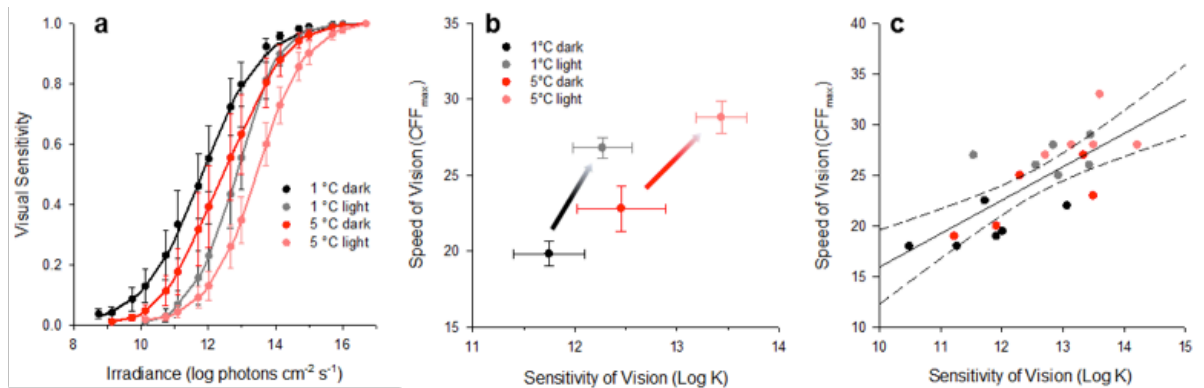 a
1.0
0.8
0.6
0.4
0.2
0.0
Visual Sensitivity
1 °C dark
1 °C light
5 °C dark
5 °C light
8 10 12 14 16
Irradiance (log photons cm⁻² s⁻¹)
b
35
30
25
20
15
Speed of Vision (CFFmax)
1°C dark
1°C light
5°C dark
5°C light
11 12 13 14
Sensitivity of Vision (Log K)
c
40
35
30
25
20
15
10
Speed of Vision (CFFmax)
10 11 12 13 14 15
Sensitivity of Vision (Log K)